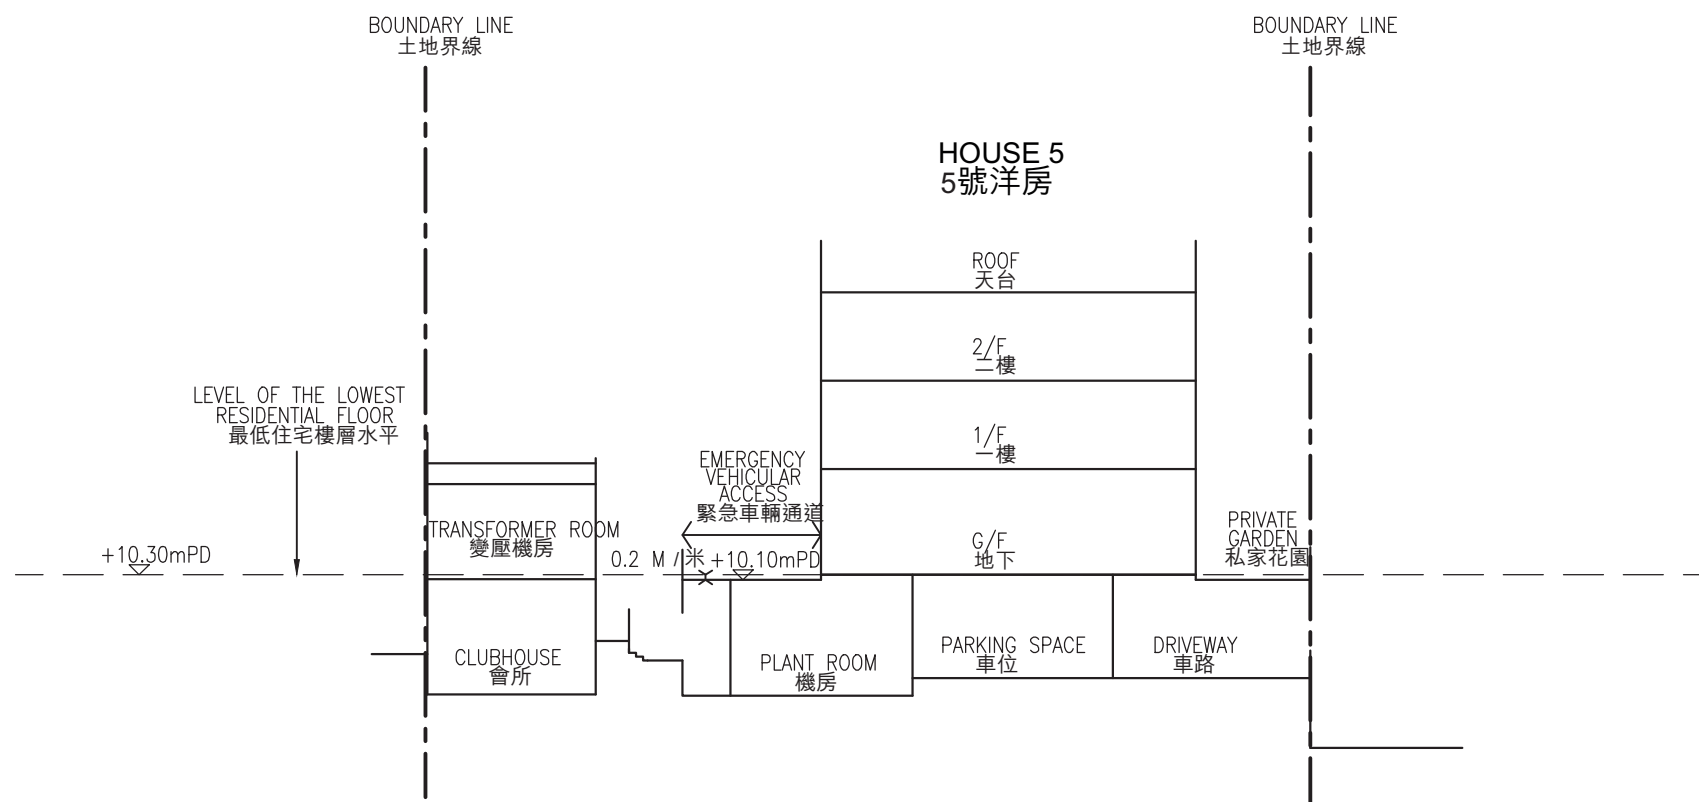 BOUNDARY LINE
土地界線
BOUNDARY LINE
土地界線
HOUSE 5
5號洋房
ROOF
天台
2/F
二樓
1/F
一樓
G/F
地下
LEVEL OF THE LOWEST
RESIDENTIAL FLOOR
最低住宅樓層水平
+10.30mPD
TRANSFORMER ROOM
變壓機房
CLUBHOUSE
會所
EMERGENCY
VEHICULAR
ACCESS
緊急車輛通道
0.2 M / 米
+10.10mPD
PRIVATE
GARDEN
私家花園
PLANT ROOM
機房
PARKING SPACE
車位
DRIVEWAY
車路